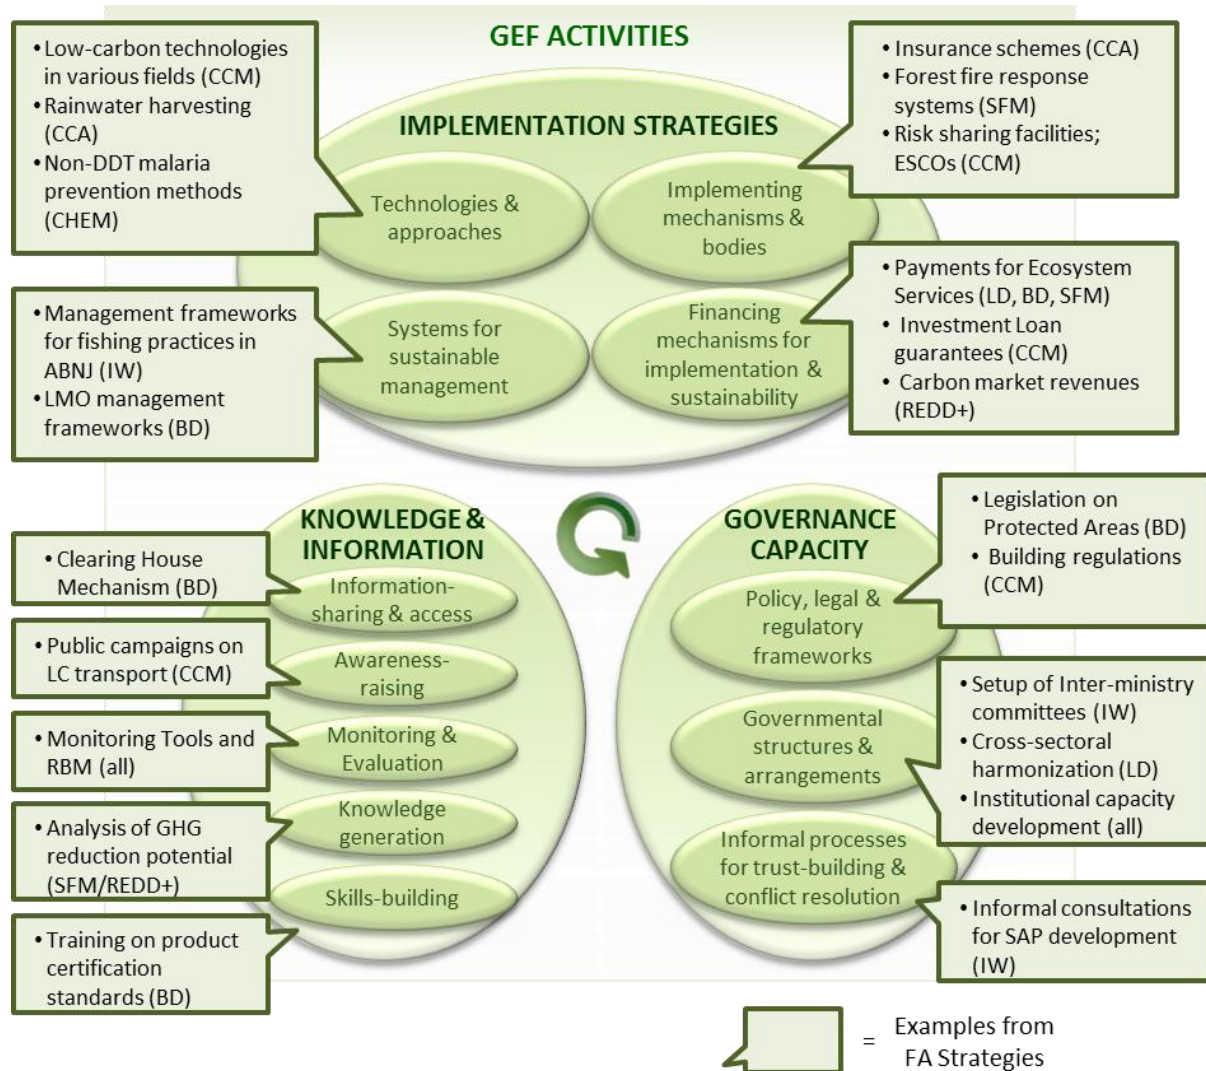 GEF ACTIVITIES
• Low-carbon technologies
in various fields (CCM)
• Rainwater harvesting
(CCA)
• Non-DDT malaria
prevention methods
(CHEM)
• Insurance schemes (CCA)
• Forest fire response
systems (SFM)
• Risk sharing facilities;
ESCOs (CCM)
IMPLEMENTATION STRATEGIES
Technologies &
approaches
Implementing
mechanisms &
bodies
• Management frameworks
for fishing practices in
ABNJ (IW)
• LMO management
frameworks (BD)
Systems for
sustainable
management
Financing
mechanisms for
implementation &
sustainability
• Payments for Ecosystem
Services (LD, BD, SFM)
• Investment Loan
guarantees (CCM)
• Carbon market revenues
(REDD+)
KNOWLEDGE &
INFORMATION
• Clearing House
Mechanism (BD)
Information-
sharing & access
• Public campaigns on
LC transport (CCM)
Awareness-
raising
• Monitoring Tools and
RBM (all)
Monitoring &
Evaluation
• Analysis of GHG
reduction potential
(SFM/REDD+)
Knowledge
generation
Skills-building
• Training on product
certification
standards (BD)
GOVERNANCE
CAPACITY
• Legislation on
Protected Areas (BD)
• Building regulations
(CCM)
Policy, legal &
regulatory
frameworks
• Setup of Inter-ministry
committees (IW)
• Cross-sectoral
harmonization (LD)
• Institutional capacity
development (all)
Governmental
structures &
arrangements
Informal processes
for trust-building &
conflict resolution
• Informal consultations
for SAP development
(IW)
= Examples from
FA Strategies